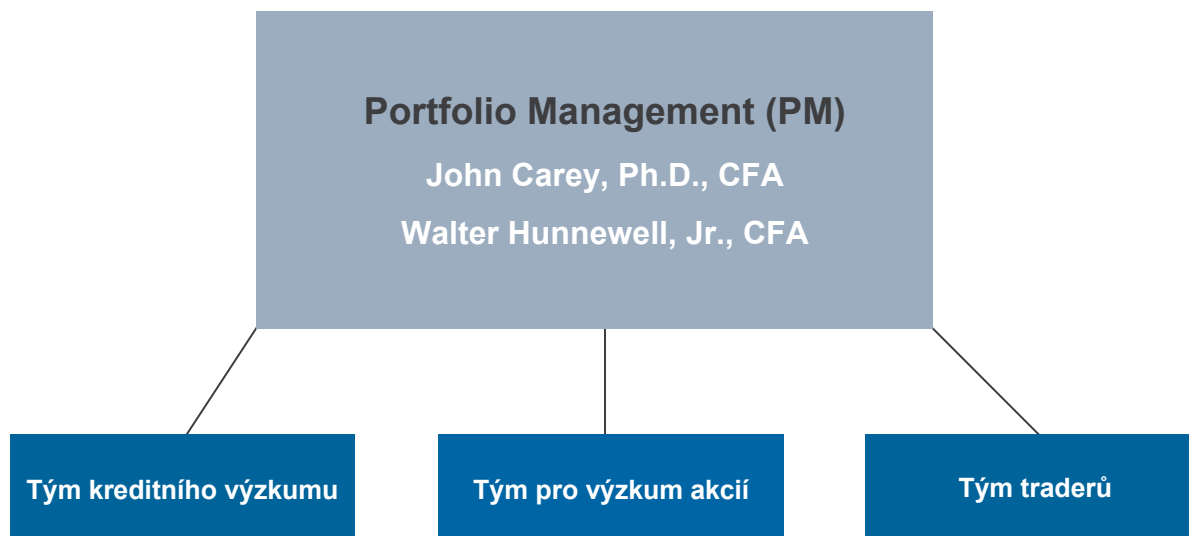 Portfolio Management (PM)
John Carey, Ph.D., CFA
Walter Hunnewell, Jr., CFA
Tým kreditního výzkumu
Tým pro výzkum akcií
Tým traderů